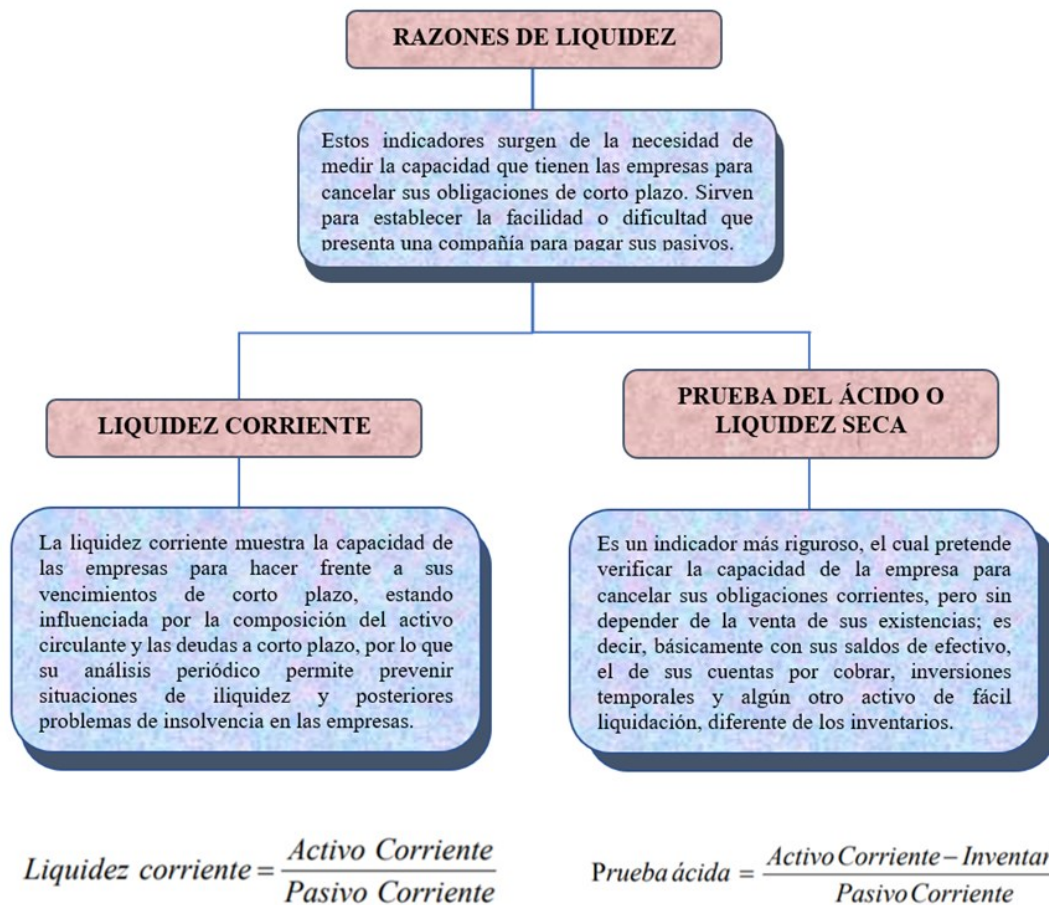 RAZONES DE LIQUIDEZ
Estos indicadores surgen de la necesidad de
medir la capacidad que tienen las empresas para
cancelar sus obligaciones de corto plazo. Sirven
para establecer la facilidad o dificultad que
presenta una compañía para pagar sus pasivos.
LIQUIDEZ CORRIENTE
La liquidez corriente muestra la capacidad de
las empresas para hacer frente a sus
vencimientos de corto plazo, estando
influenciada por la composición del activo
circulante y las deudas a corto plazo, por lo que
su análisis periódico permite prevenir
situaciones de iliquidez y posteriores
problemas de insolvencia en las empresas.
Liquidez corriente = Activo Corriente / Pasivo Corriente
PRUEBA DEL ÁCIDO O
LIQUIDEZ SECA
Es un indicador más riguroso, el cual pretende
verificar la capacidad de la empresa para
cancelar sus obligaciones corrientes, pero sin
depender de la venta de sus existencias; es
decir, básicamente con sus saldos de efectivo,
el de sus cuentas por cobrar, inversiones
temporales y algún otro activo de fácil
liquidación, diferente de los inventarios.
Prueba ácida = Activo Corriente – Inventar / Pasivo Corriente